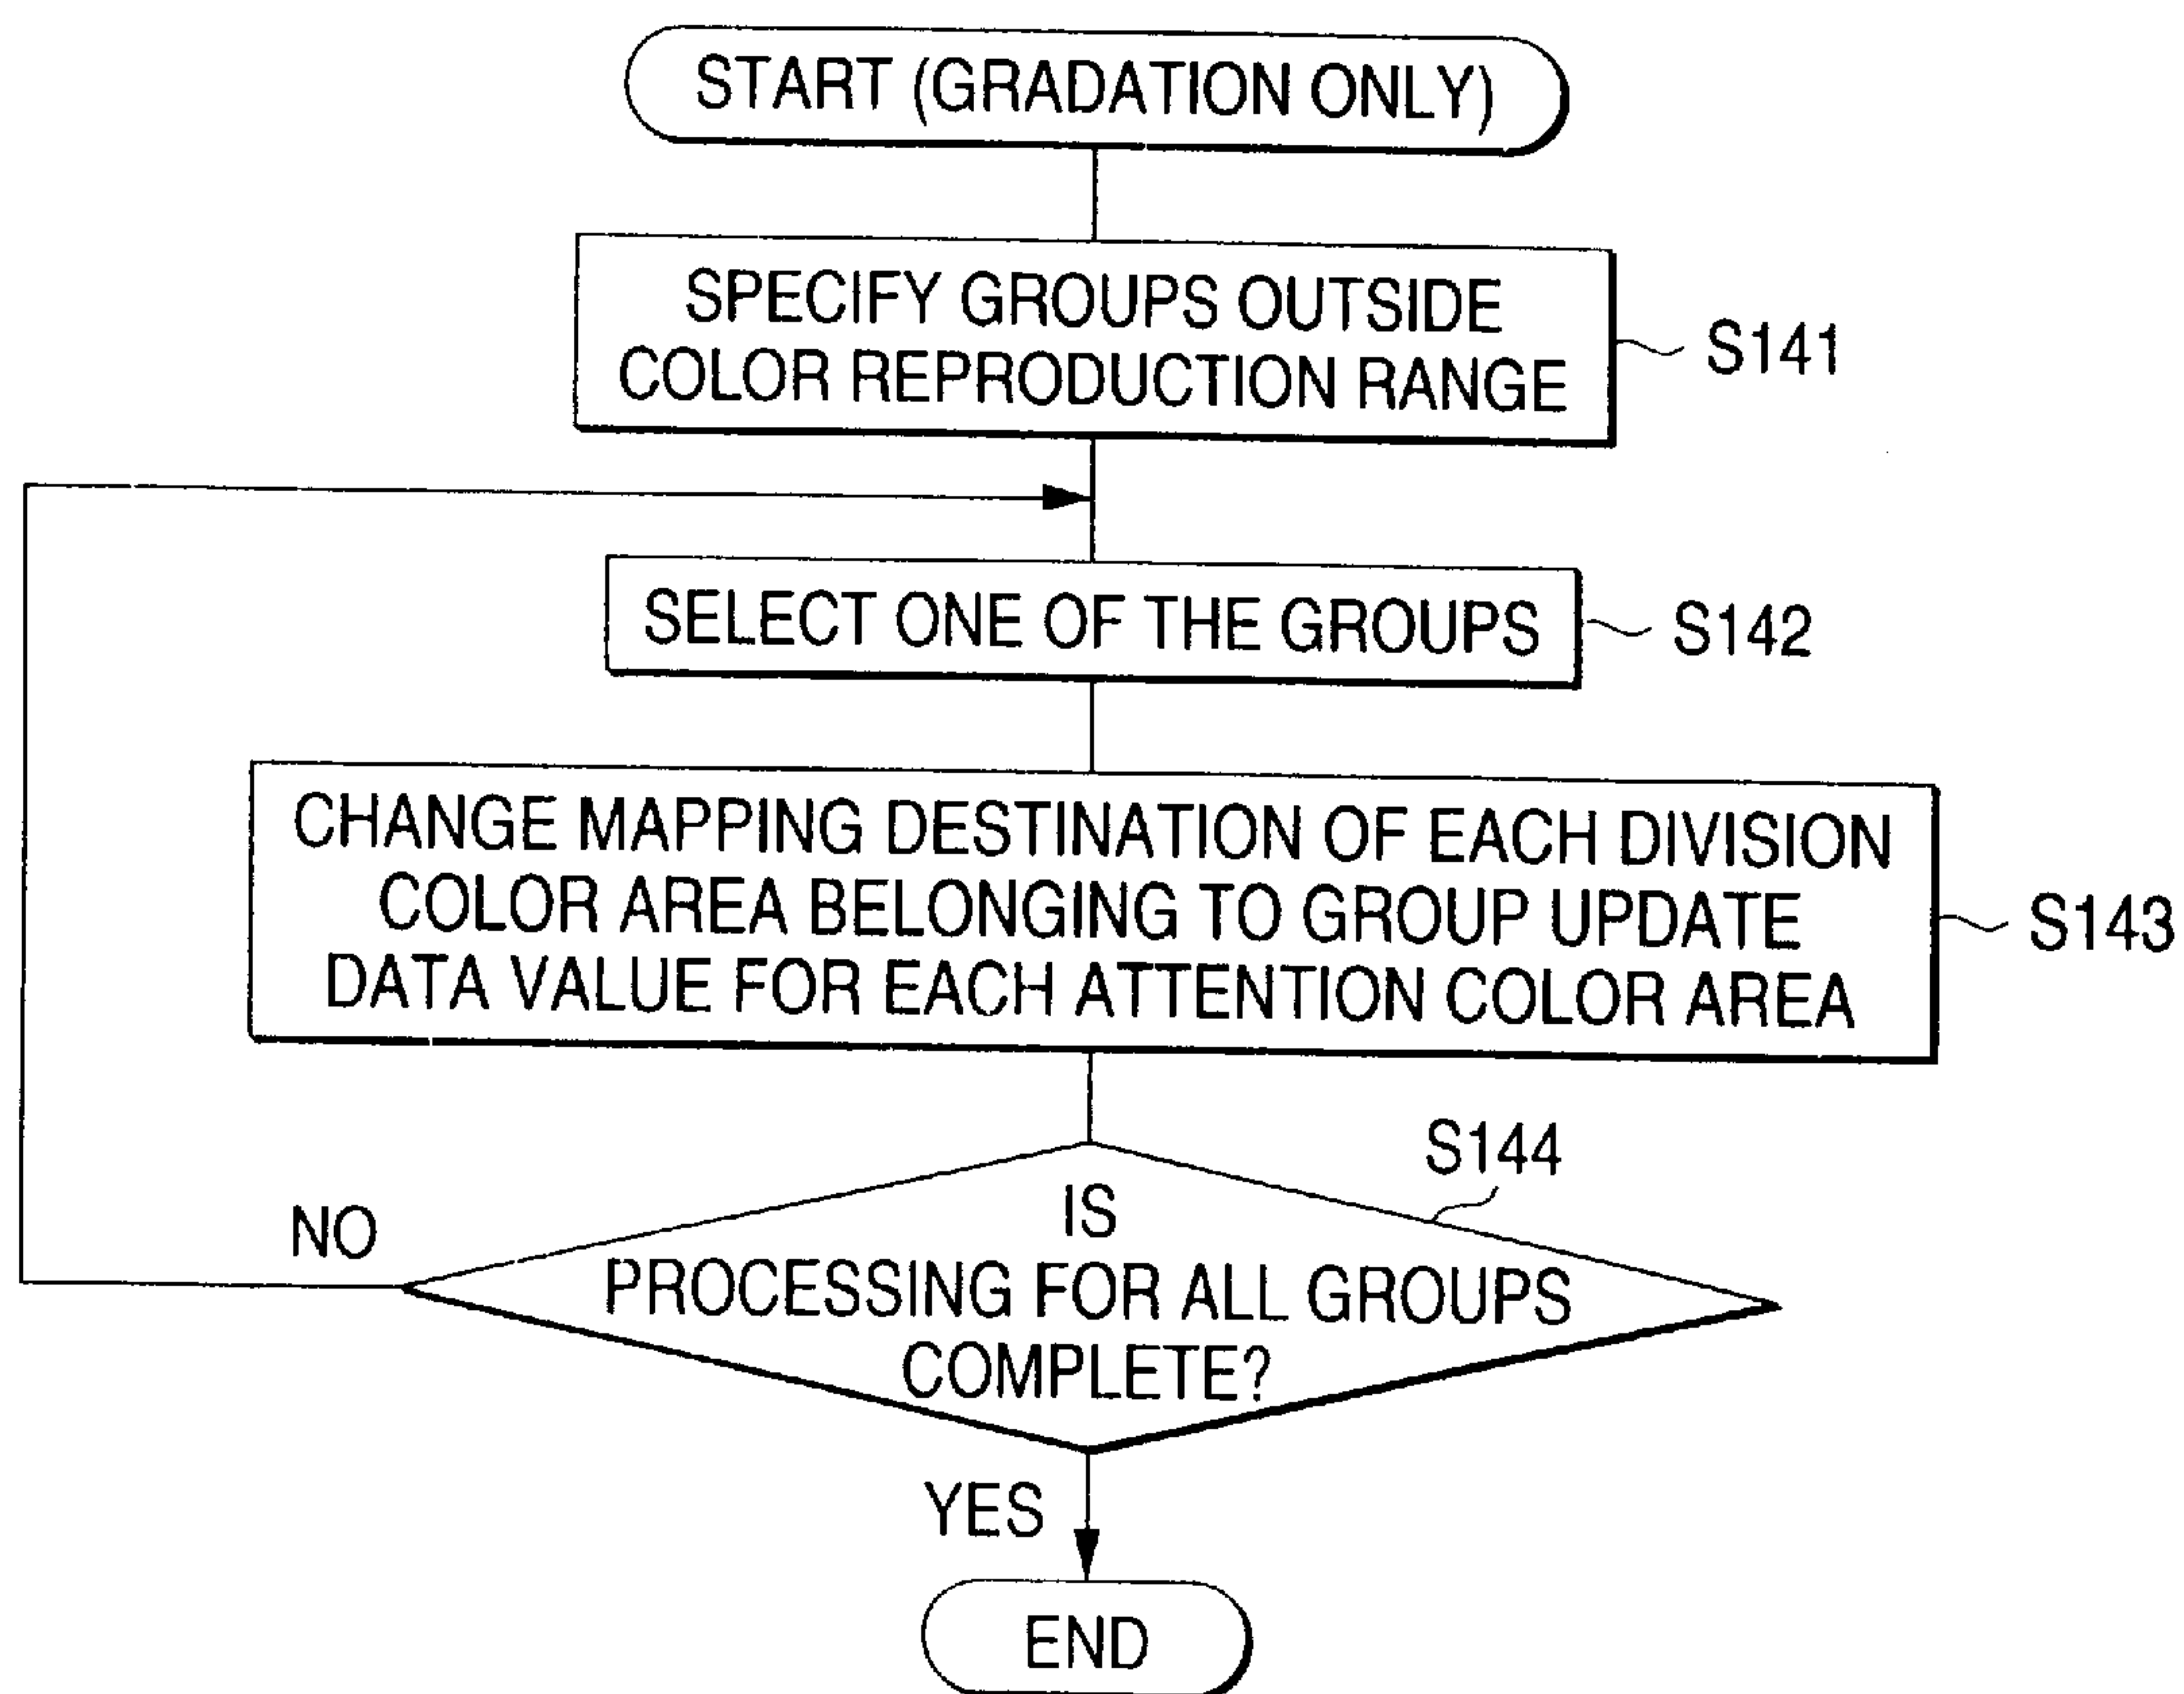 START (GRADATION ONLY)
SPECIFY GROUPS OUTSIDE
COLOR REPRODUCTION RANGE
S141
SELECT ONE OF THE GROUPS
S142
CHANGE MAPPING DESTINATION OF EACH DIVISION
COLOR AREA BELONGING TO GROUP UPDATE
DATA VALUE FOR EACH ATTENTION COLOR AREA
S143
S144
IS
PROCESSING FOR ALL GROUPS
COMPLETE?
NO
YES
END